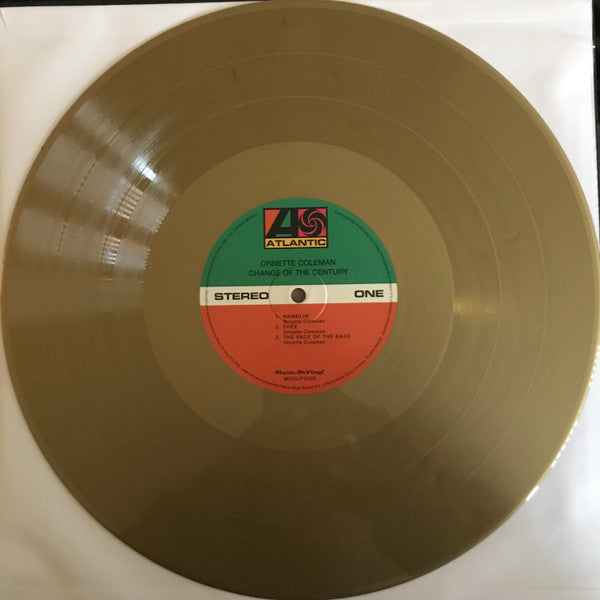 ATLANTIC
ORNETTE COLEMAN
CHANGE OF THE CENTURY
STEREO ONE
1. RAMBLIN'
Ornette Coleman
2. FREE
Ornette Coleman
3. THE FACE OF THE BASS
Ornette Coleman
Music On Vinyl